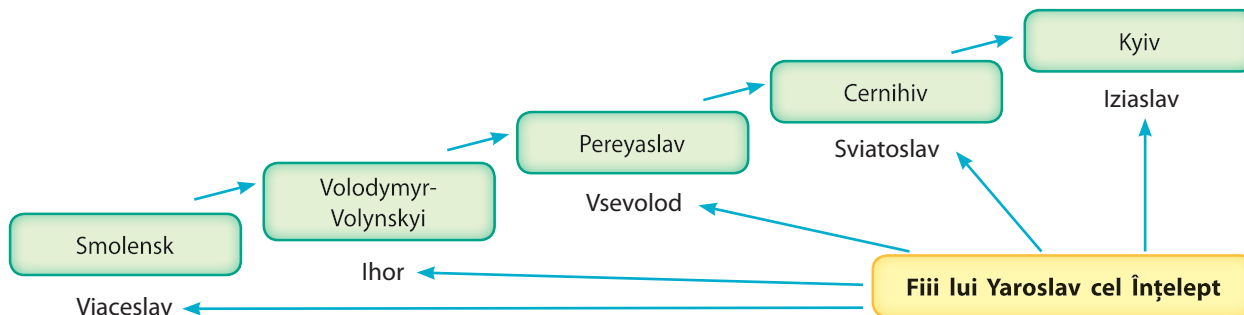 Kyiv
Iziaslav
Cernihiv
Sviatoslav
Pereyaslav
Vsevolod
Volodymyr-
Volynskyi
Ihor
Smolensk
Viaceslav
Fiii lui Yaroslav cel Înțelept